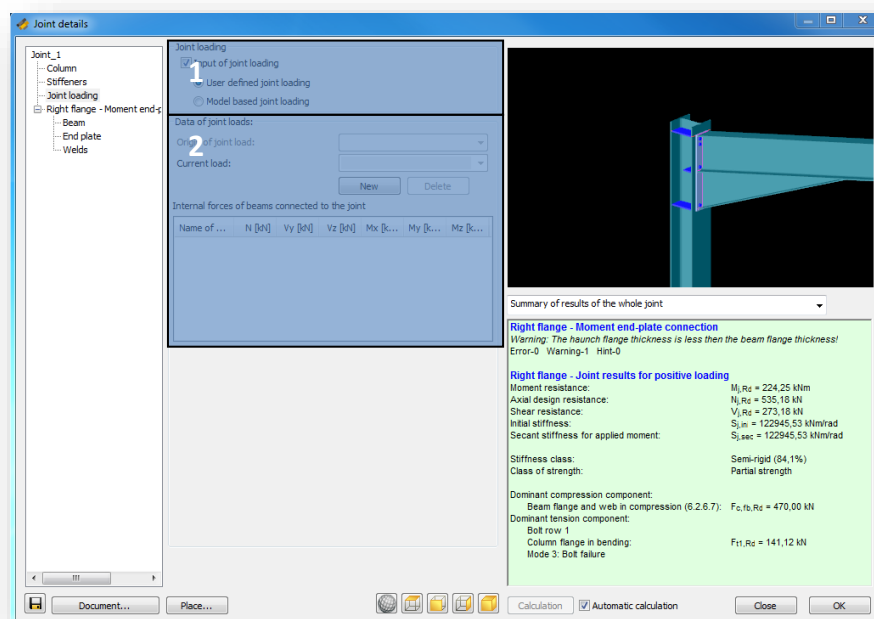 Joint details
Joint_1
Column
Stiffeners
Joint loading
Right flange - Moment end-p
Beam
End plate
Welds
Joint loading
1
Input of joint loading
User defined joint loading
Model based joint loading
Data of joint loads:
2
Origin of joint load:
Current load:
New Delete
Internal forces of beams connected to the joint
Name of ... N [kN] Vy [kN] Vz [kN] Mx [k... My [k... Mz [k...
Summary of results of the whole joint
Right flange - Moment end-plate connection
Warning: The haunch flange thickness is less then the beam flange thickness!
Error-0 Warning-1 Hint-0
Right flange - Joint results for positive loading
Moment resistance: Mj,Rd = 224,25 kNm
Axial design resistance: Nj,Rd = 535,18 kN
Shear resistance: Vj,Rd = 273,18 kN
Initial stiffness: Sj,ini = 122945,53 kNm/rad
Secant stiffness for applied moment: Sj,sec = 122945,53 kNm/rad
Stiffness class: Semi-rigid (84,1%)
Class of strength: Partial strength
Dominant compression component:
Beam flange and web in compression (6.2.6.7): Fc,fb,Rd = 470,00 kN
Dominant tension component:
Bolt row 1
Column flange in bending: Ft1,Rd = 141,12 kN
Mode 3: Bolt failure
Document... Place... Calculation Automatic calculation Close OK